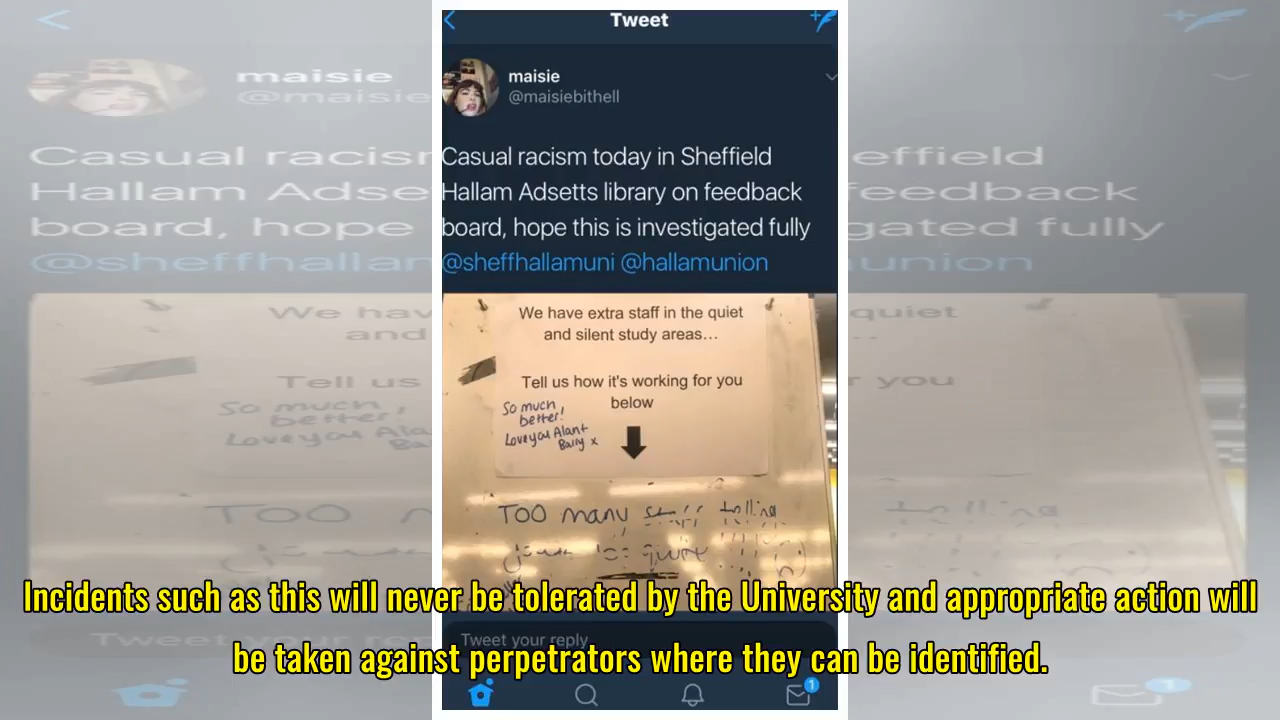 Tweet
maisie
@maisiebithell
Casual racism today in Sheffield
Hallam Adsetts library on feedback
board, hope this is investigated fully
@sheffhallamuni @hallamunion
We have extra staff in the quiet
and silent study areas...
Tell us how it's working for you
below
So much
better!
Love you Alan+
Barry x
TOO many staff telling
Tweet your reply
1
Incidents such as this will never be tolerated by the University and appropriate action will
be taken against perpetrators where they can be identified.